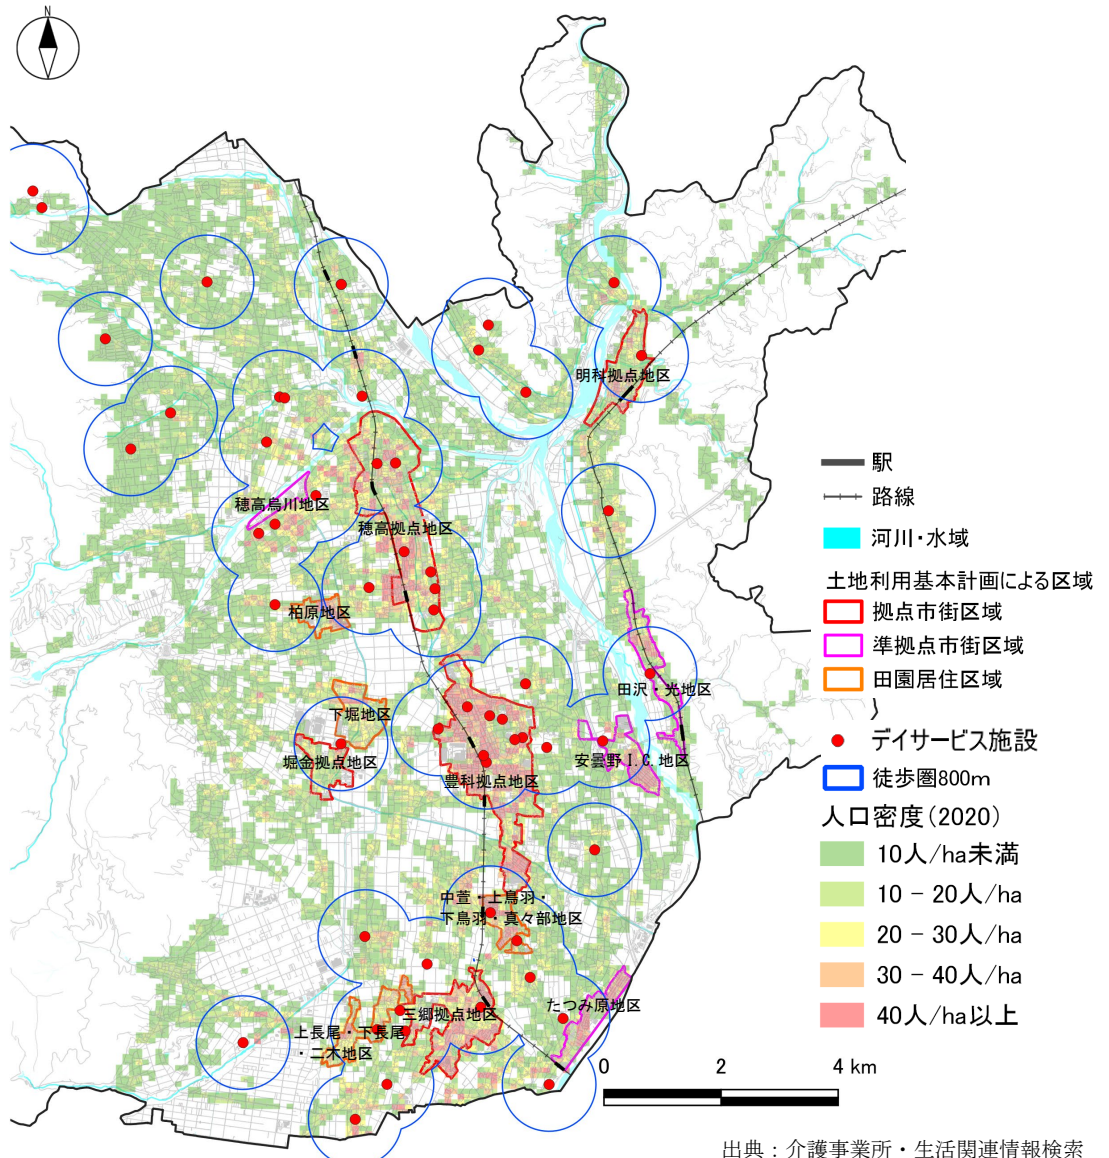 N
明科拠点地区
穂高烏川地区
穂高拠点地区
柏原地区
田沢・光地区
下堀地区
堀金拠点地区
豊科拠点地区
安曇野I.C.地区
中萱・上鳥羽・
下鳥羽・真々部地区
たつみ原地区
三郷拠点地区
上長尾・下長尾
・二木地区
駅
路線
河川・水域
土地利用基本計画による区域
拠点市街区域
準拠点市街区域
田園居住区域
デイサービス施設
徒歩圏800m
人口密度(2020)
10人/ha未満
10 - 20人/ha
20 - 30人/ha
30 - 40人/ha
40人/ha以上
0 2 4 km
出典：介護事業所・生活関連情報検索